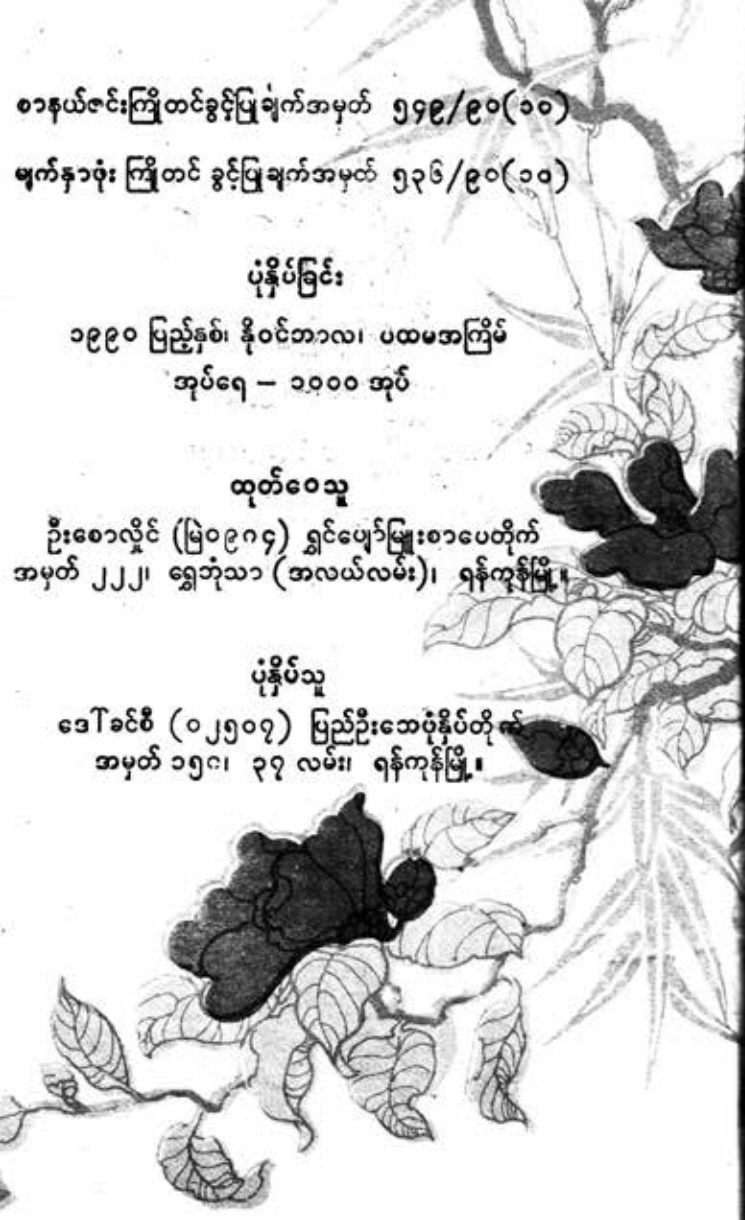 စာနယ်ဇင်းကြိုတင်ခွင့်ပြုချက်အမှတ် ၅၄၉/၉၀(၁၀)
မျက်နှာဖုံး ကြိုတင် ခွင့်ပြုချက်အမှတ် ၅၃၆/၉၀(၁၁)
ပုံနှိပ်ခြင်း
၁၉၉၀ ပြည့်နှစ်၊ နိုဝင်ဘာလ၊ ပထမအကြိမ်
အုပ်ရေ – ၁၀၀၀ အုပ်
ထုတ်ဝေသူ
ဦးစောလှိုင် (မြဲ၀၉၈၄) ရွှင်ပျော်မြူးစာပေတိုက်
အမှတ် ၂၂၂၊ ရွှေဘုံသာ (အလယ်လမ်း)၊ ရန်ကုန်မြို့။
ပုံနှိပ်သူ
ဒေါ်ခင်စီ (၀၂၅၀၇) ပြည်ဦးဘေပုံနှိပ်တိုက်
အမှတ် ၃၇ လမ်း၊ ရန်ကုန်မြို့။